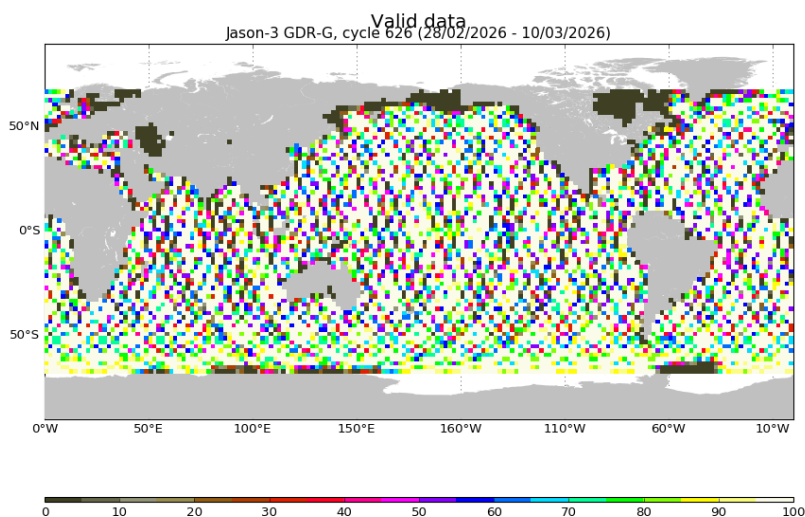 Valid data
Jason-3 GDR-G, cycle 626 (28/02/2026 - 10/03/2026)
50°N
0°S
50°S
0°W 50°E 100°E 150°E 160°W 110°W 60°W 10°W
0 10 20 30 40 50 60 70 80 90 100